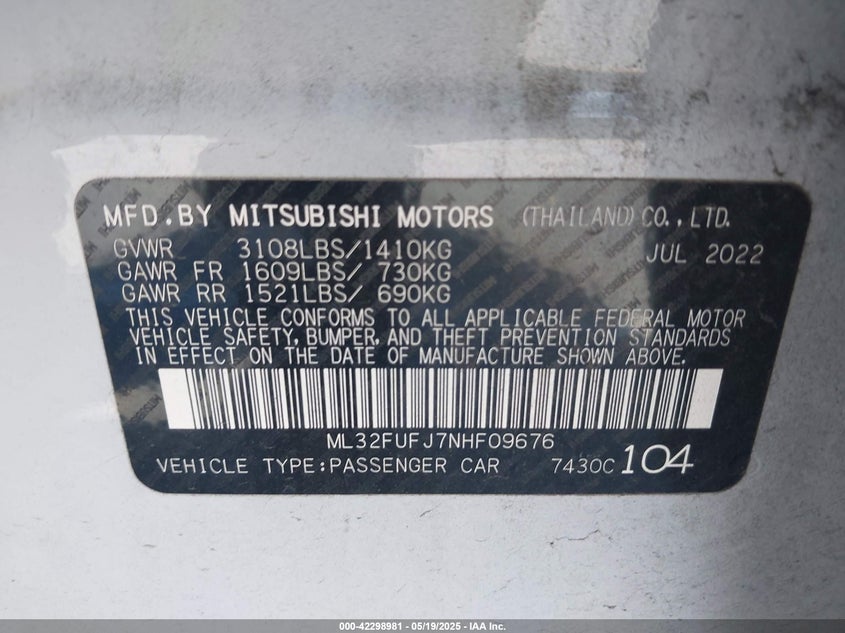 MFD.BY MITSUBISHI MOTORS (THAILAND) CO.,LTD.
GVWR 3108LBS/1410KG JUL 2022
GAWR FR 1609LBS/ 730KG
GAWR RR 1521LBS/ 690KG
THIS VEHICLE CONFORMS TO ALL APPLICABLE FEDERAL MOTOR
VEHICLE SAFETY, BUMPER, AND THEFT PREVENTION STANDARDS
IN EFFECT ON THE DATE OF MANUFACTURE SHOWN ABOVE.
ML32FUFJ7NHF09676
VEHICLE TYPE:PASSENGER CAR 7430C 104
000-42298981 - 05/19/2025 - IAA Inc.